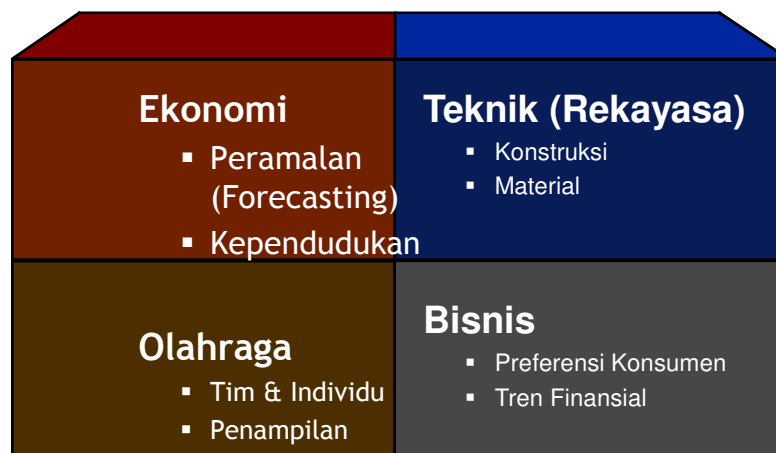 Ekonomi
▪ Peramalan
(Forecasting)
▪ Kependudukan
Teknik (Rekayasa)
▪ Konstruksi
▪ Material
Olahraga
▪ Tim & Individu
▪ Penampilan
Bisnis
▪ Preferensi Konsumen
▪ Tren Finansial